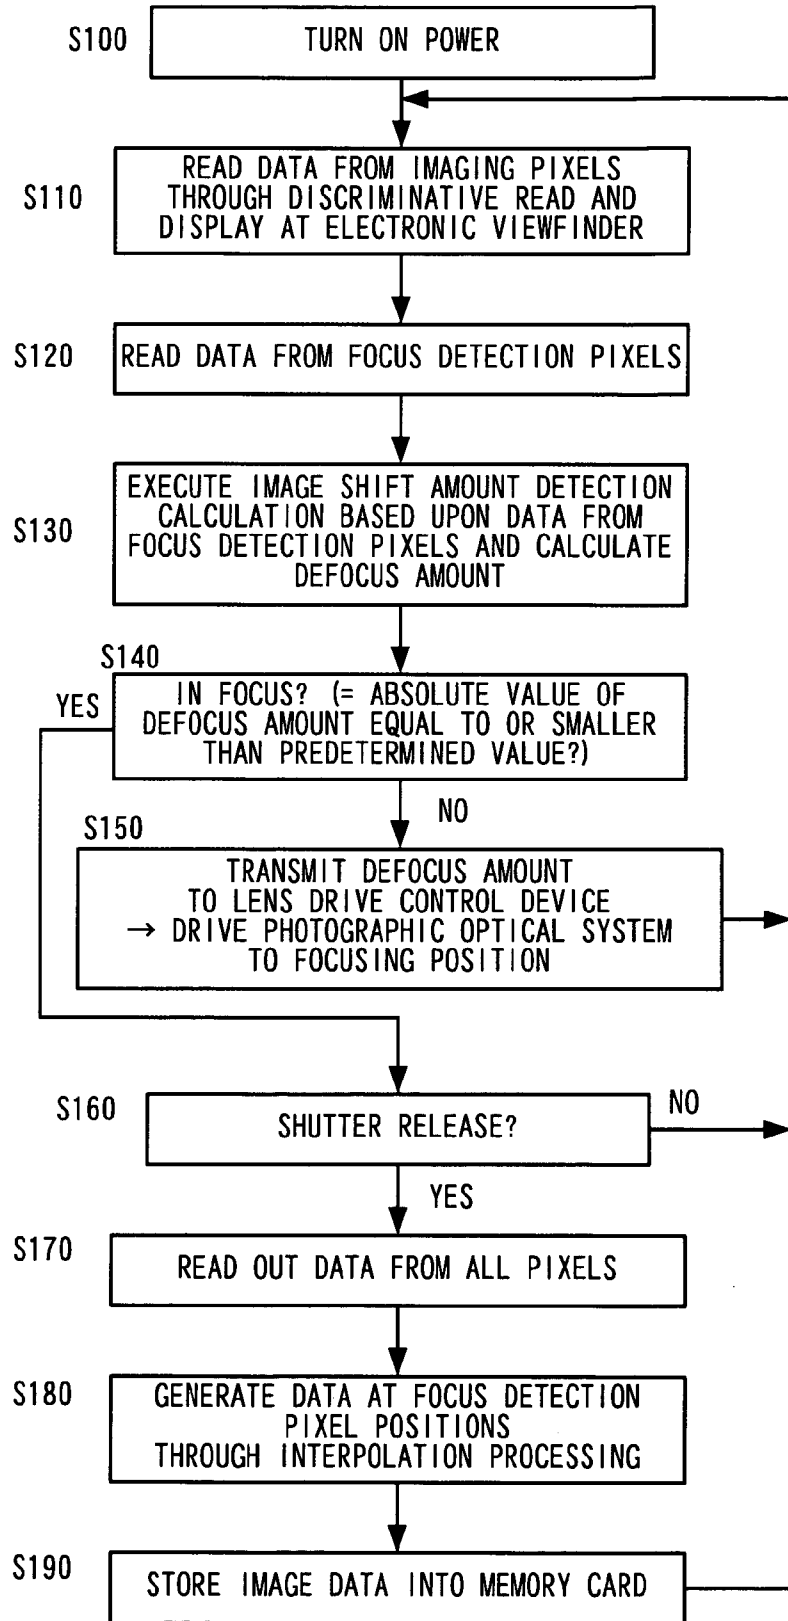 S100
TURN ON POWER
S110
READ DATA FROM IMAGING PIXELS
THROUGH DISCRIMINATIVE READ AND
DISPLAY AT ELECTRONIC VIEWFINDER
S120
READ DATA FROM FOCUS DETECTION PIXELS
S130
EXECUTE IMAGE SHIFT AMOUNT DETECTION
CALCULATION BASED UPON DATA FROM
FOCUS DETECTION PIXELS AND CALCULATE
DEFOCUS AMOUNT
S140
YES
IN FOCUS? (= ABSOLUTE VALUE OF
DEFOCUS AMOUNT EQUAL TO OR SMALLER
THAN PREDETERMINED VALUE?)
NO
S150
TRANSMIT DEFOCUS AMOUNT
TO LENS DRIVE CONTROL DEVICE
→ DRIVE PHOTOGRAPHIC OPTICAL SYSTEM
TO FOCUSING POSITION
S160
SHUTTER RELEASE?
NO
YES
S170
READ OUT DATA FROM ALL PIXELS
S180
GENERATE DATA AT FOCUS DETECTION
PIXEL POSITIONS
THROUGH INTERPOLATION PROCESSING
S190
STORE IMAGE DATA INTO MEMORY CARD